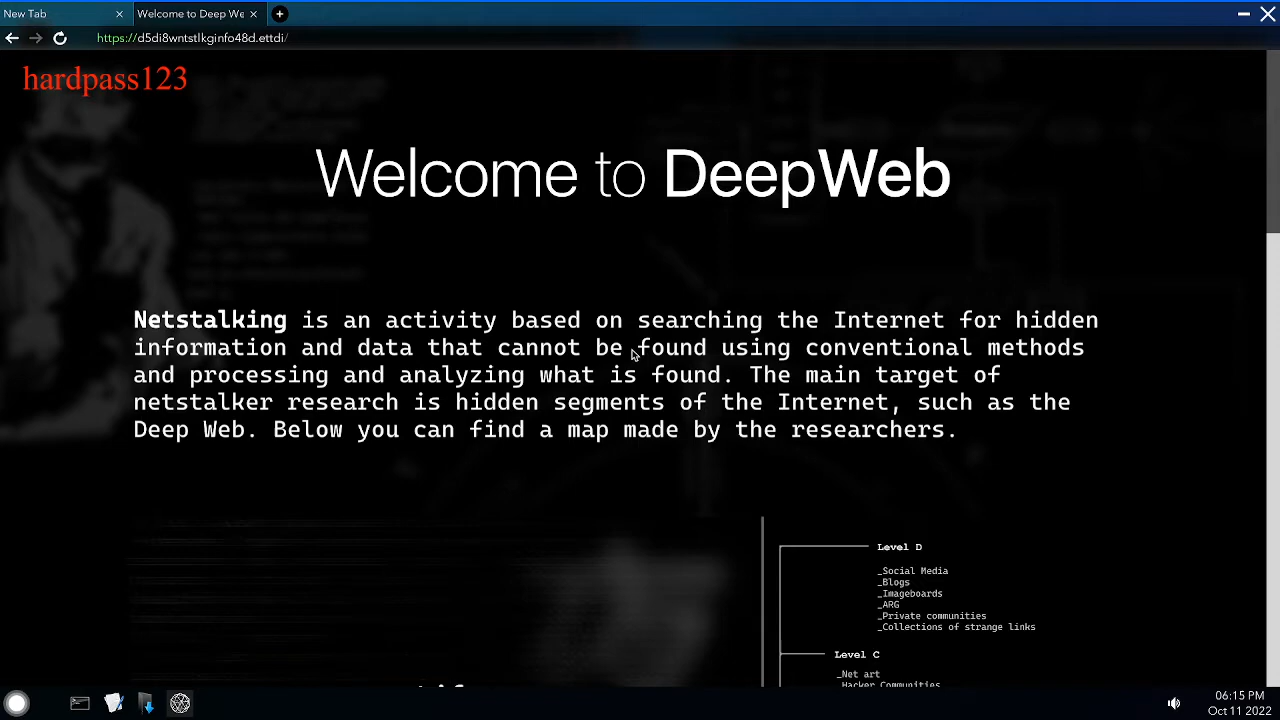 New Tab
Welcome to Deep We
https://d5di8wntstlkginfo48d.ettdi/
hardpass123
Welcome to DeepWeb
Netstalking is an activity based on searching the Internet for hidden
information and data that cannot be found using conventional methods
and processing and analyzing what is found. The main target of
netstalker research is hidden segments of the Internet, such as the
Deep Web. Below you can find a map made by the researchers.
Level D
_Social Media
_Blogs
_Imageboards
_ARG
_Private communities
_Collections of strange links
Level C
_Net art
_Hacker Communities
06:15 PM
Oct 11 2022